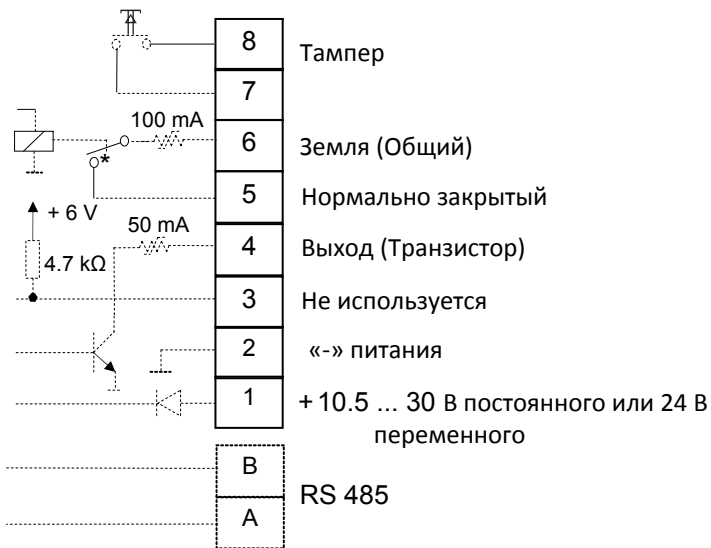 8 Тампер
7
100 mA
6 Земля (Общий)
*
5 Нормально закрытый
+ 6 V
50 mA
4 Выход (Транзистор)
4.7 kΩ
3 Не используется
2 «-» питания
1 + 10.5 ... 30 В постоянного или 24 В
переменного
B
RS 485
A